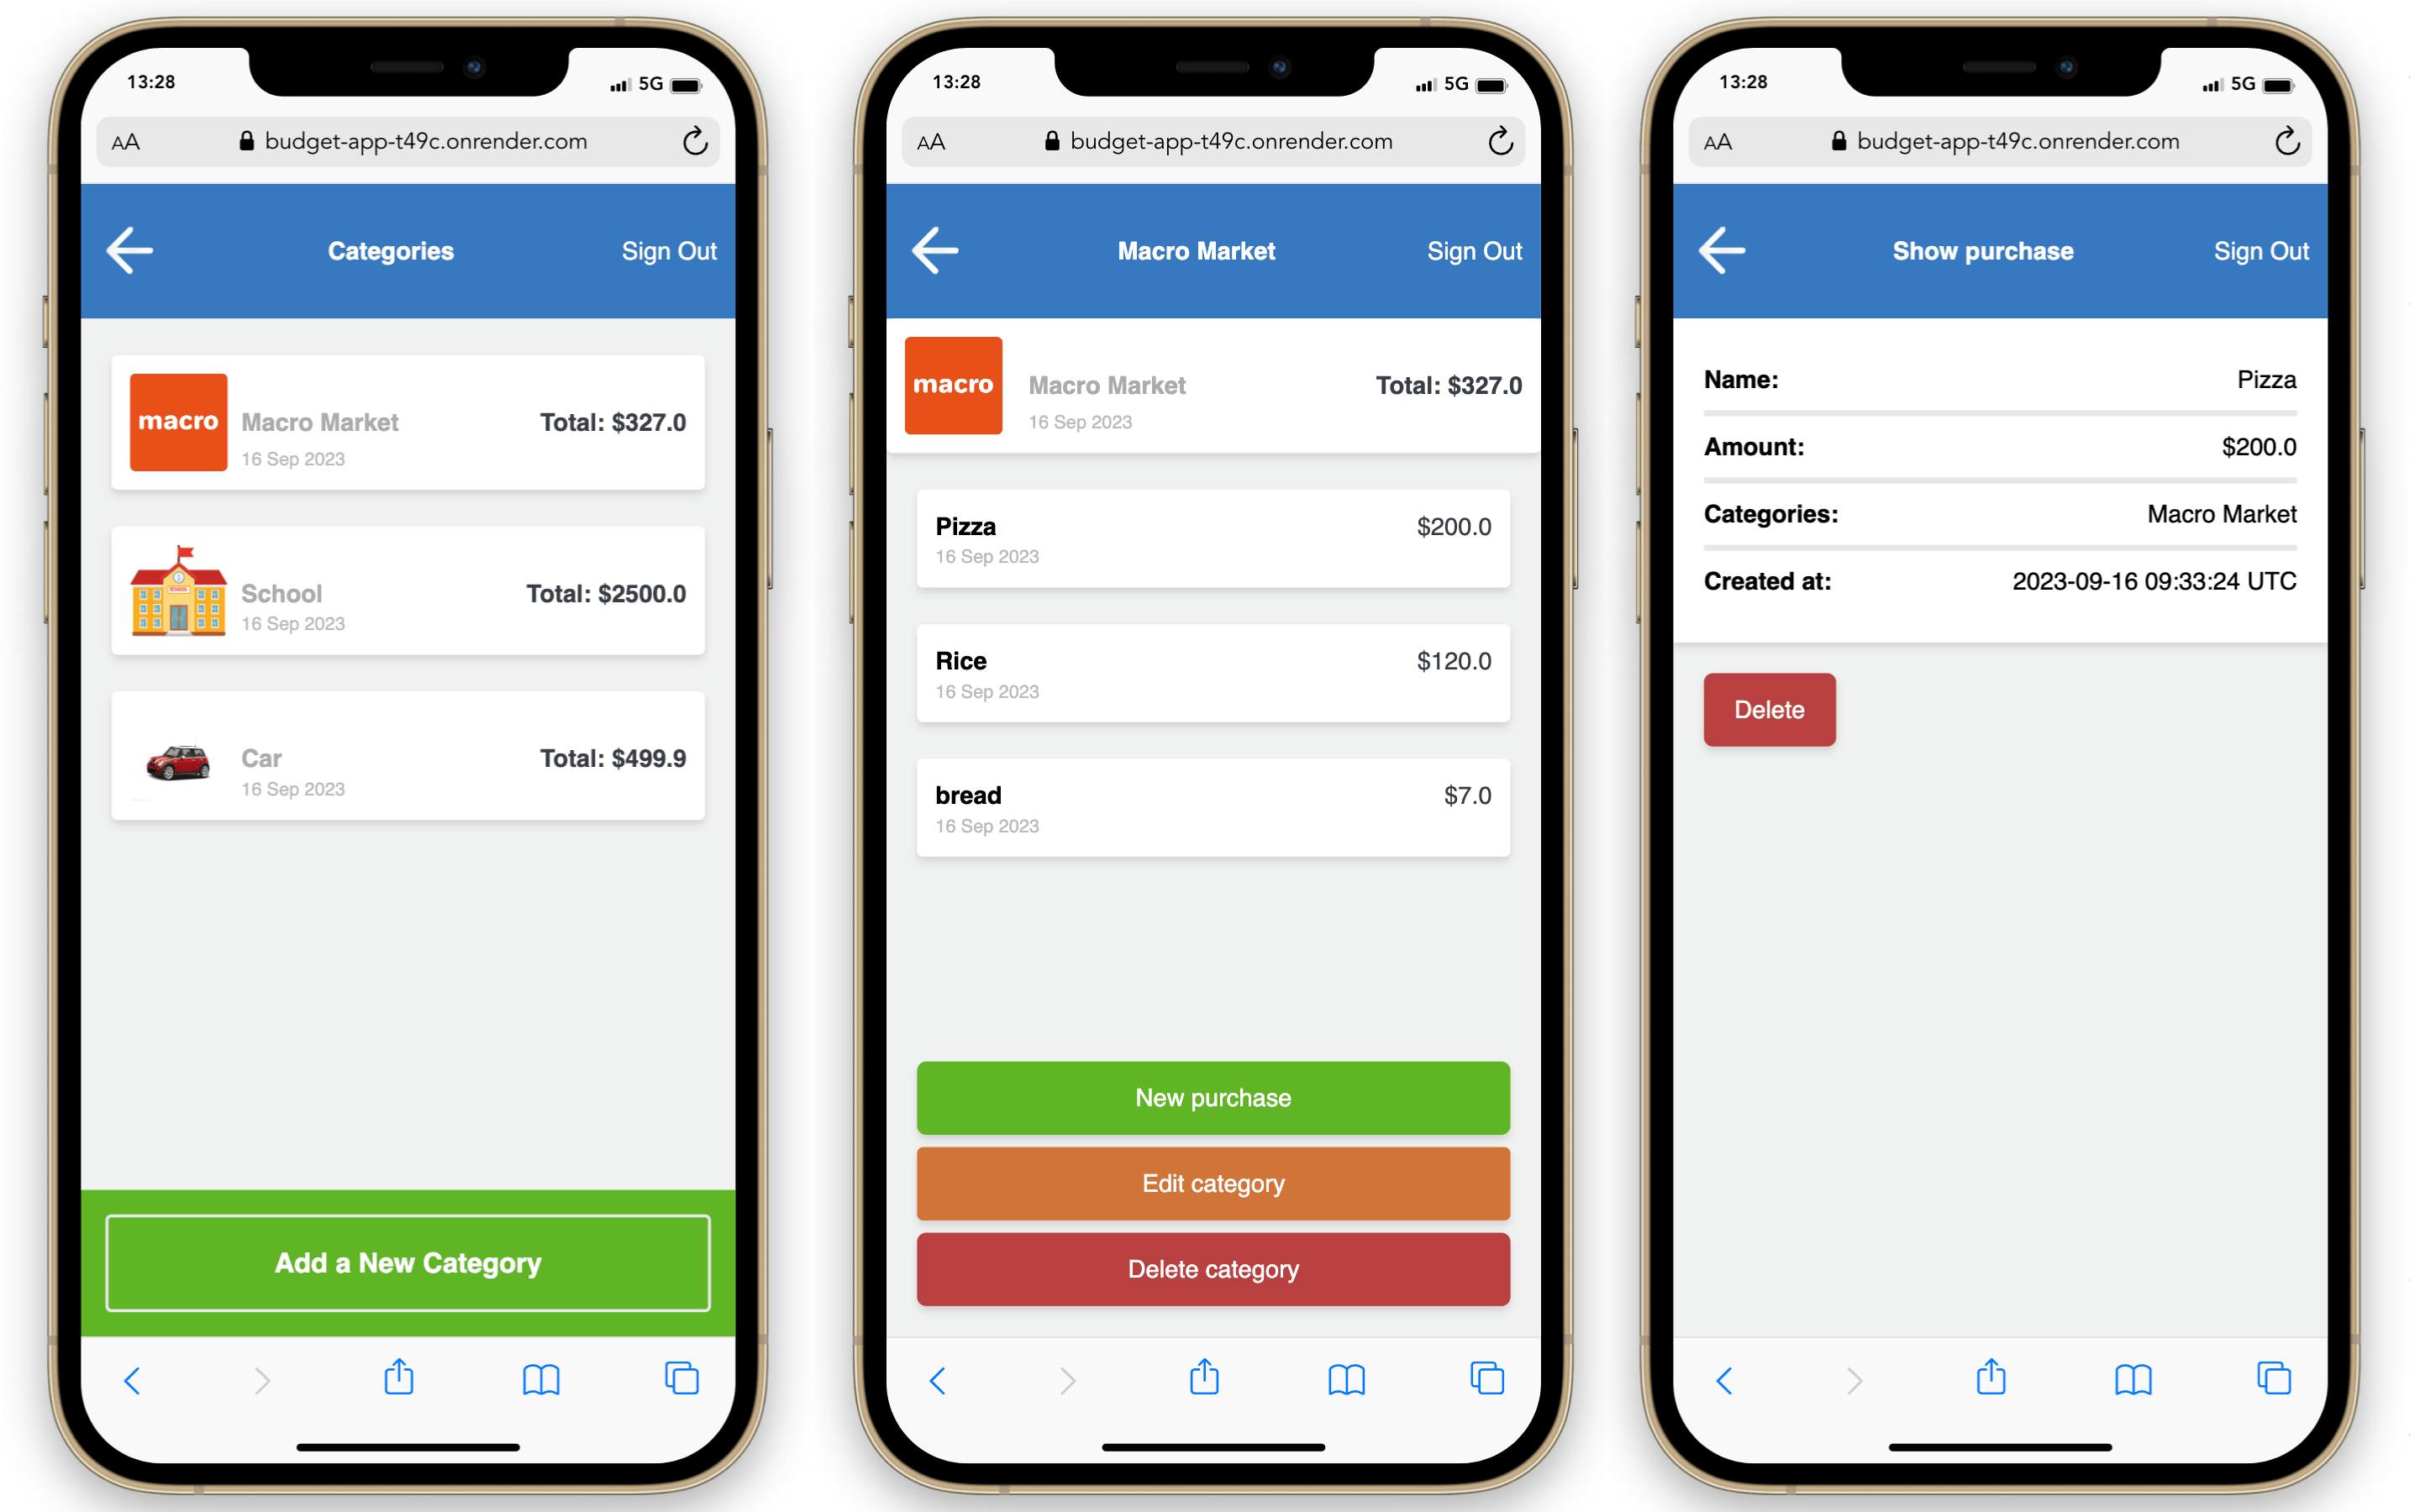 13:28
5G
AA
budget-app-t49c.onrender.com
Categories
Sign Out
macro
Macro Market
Total: $327.0
16 Sep 2023
SCHOOL
School
Total: $2500.0
16 Sep 2023
Car
Total: $499.9
16 Sep 2023
Add a New Category
13:28
5G
AA
budget-app-t49c.onrender.com
Macro Market
Sign Out
macro
Macro Market
Total: $327.0
16 Sep 2023
Pizza
$200.0
16 Sep 2023
Rice
$120.0
16 Sep 2023
bread
$7.0
16 Sep 2023
New purchase
Edit category
Delete category
13:28
5G
AA
budget-app-t49c.onrender.com
Show purchase
Sign Out
Name: Pizza
Amount: $200.0
Categories: Macro Market
Created at: 2023-09-16 09:33:24 UTC
Delete